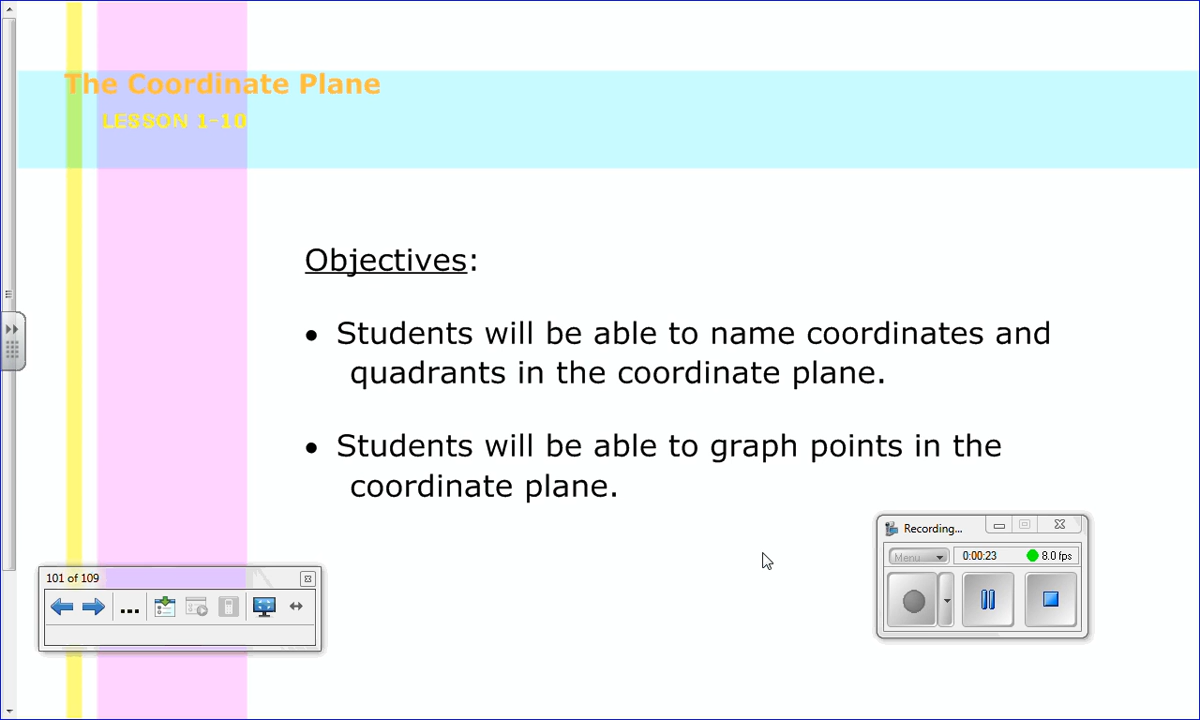 The Coordinate Plane
LESSON 1-10
Objectives:
• Students will be able to name coordinates and
quadrants in the coordinate plane.
• Students will be able to graph points in the
coordinate plane.
Recording...
Menu
0:00:23
8.0 fps
101 of 109